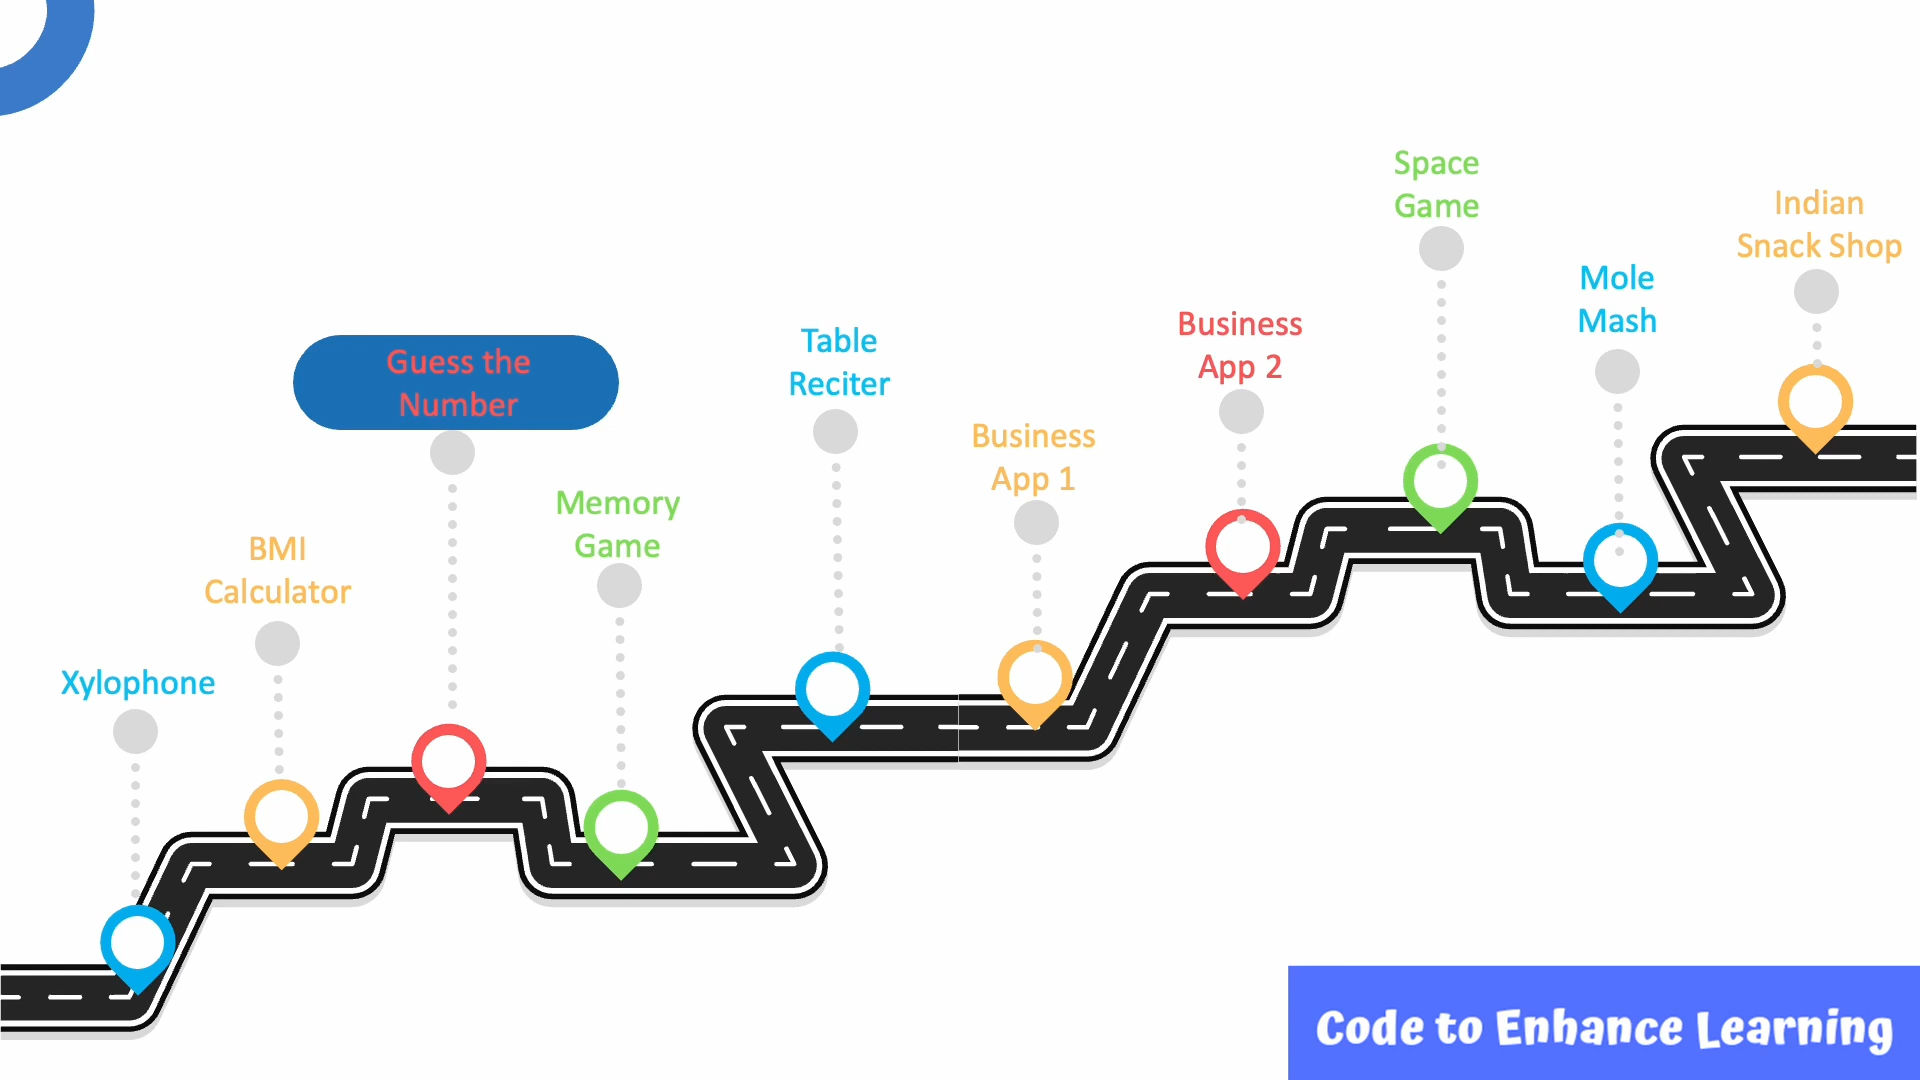 Xylophone
BMI
Calculator
Guess the
Number
Memory
Game
Table
Reciter
Business
App 1
Business
App 2
Space
Game
Mole
Mash
Indian
Snack Shop
Code to Enhance Learning